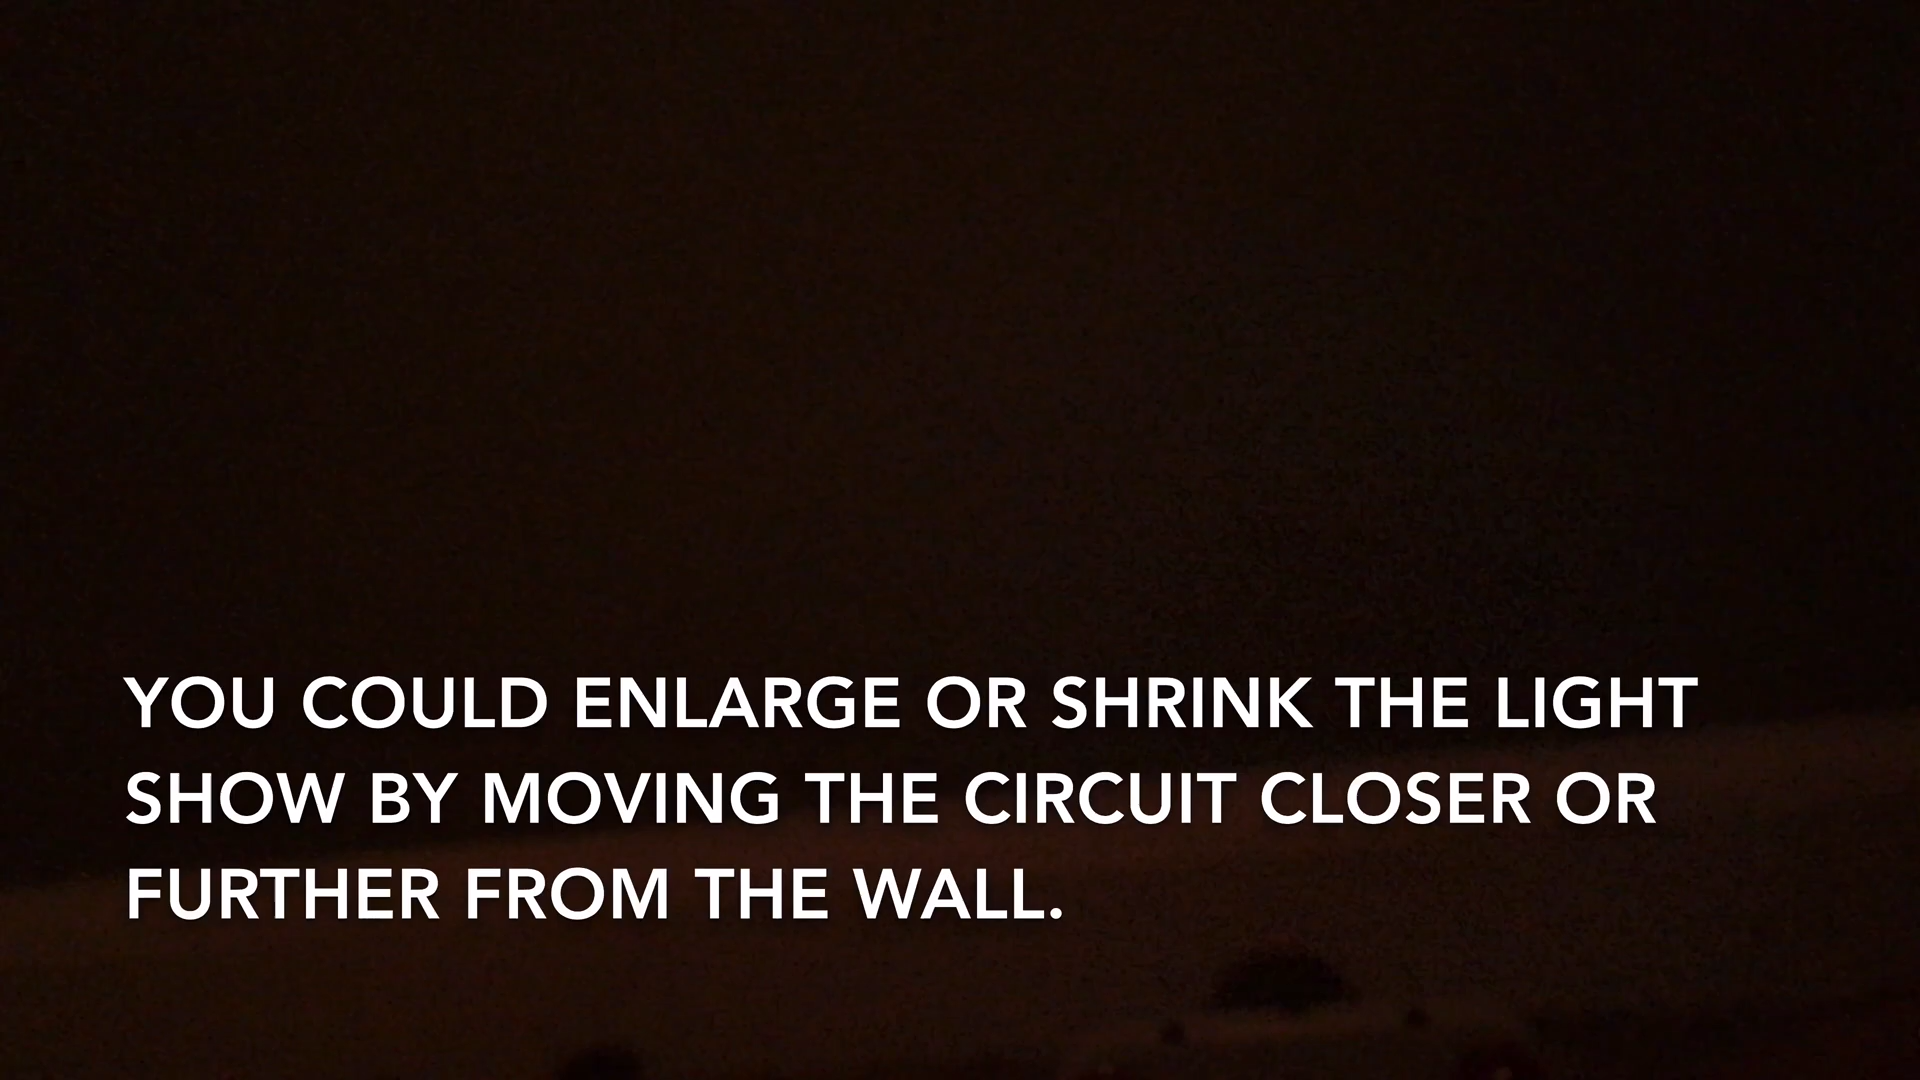 YOU COULD ENLARGE OR SHRINK THE LIGHT
SHOW BY MOVING THE CIRCUIT CLOSER OR
FURTHER FROM THE WALL.